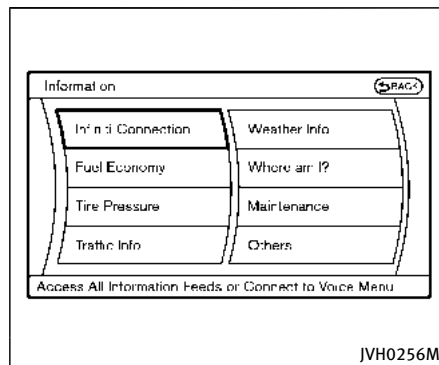 Information
BACK
Infiniti Connection
Weather Info
Fuel Economy
Where am I?
Tire Pressure
Maintenance
Traffic Info
Others
Access All Information Feeds or Connect to Voice Menu
JVH0256M